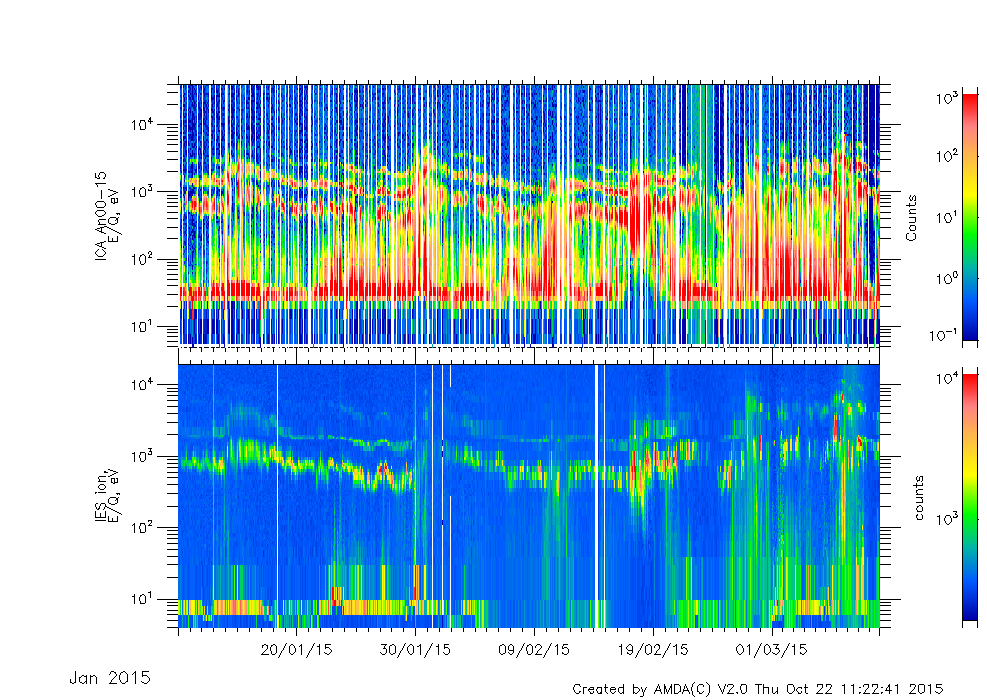 10³
10⁴
10²
ICA An00-15
E/Q, eV
10³
Counts
10¹
10²
10⁰
10¹
10⁻¹
10⁴
10⁴
10³
IES ion,
E/Q, eV
counts
10²
10³
10¹
20/01/15 30/01/15 09/02/15 19/02/15 01/03/15
Jan 2015
Created by AMDA(C) V2.0 Thu Oct 22 11:22:41 2015